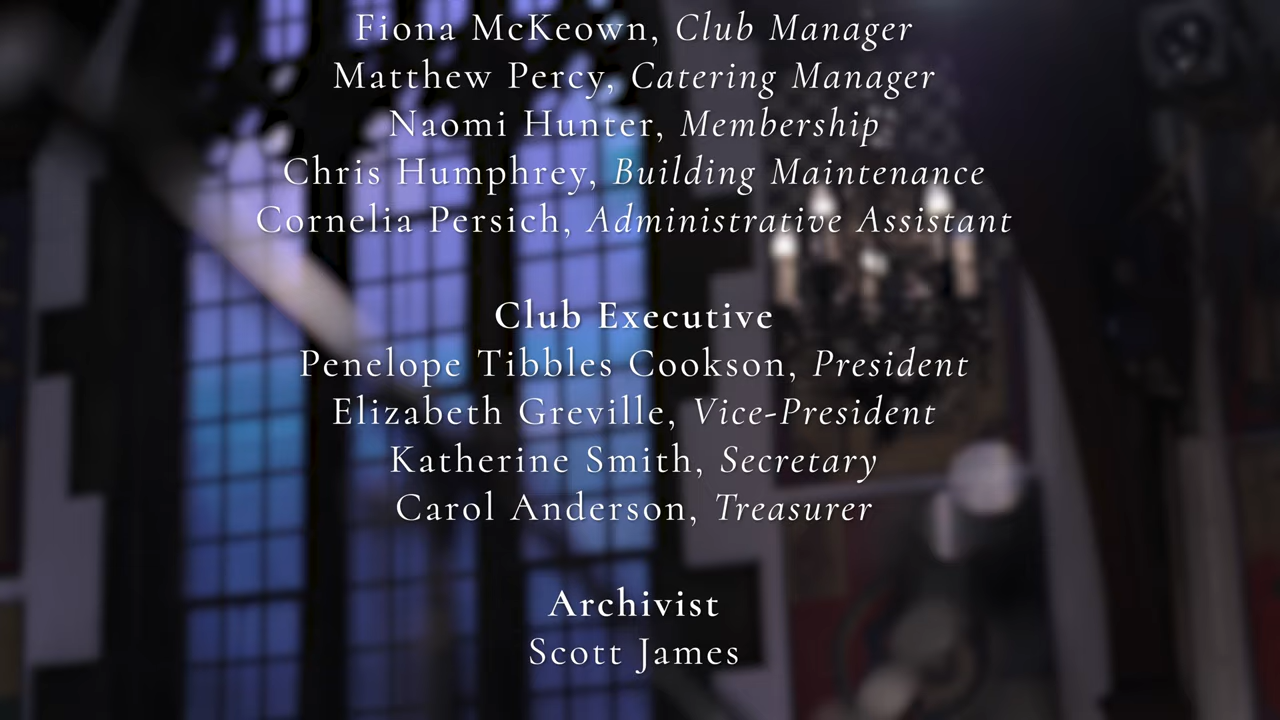 Fiona McKeown, Club Manager
Matthew Percy, Catering Manager
Naomi Hunter, Membership
Chris Humphrey, Building Maintenance
Cornelia Persich, Administrative Assistant
Club Executive
Penelope Tibbles Cookson, President
Elizabeth Greville, Vice-President
Katherine Smith, Secretary
Carol Anderson, Treasurer
Archivist
Scott James